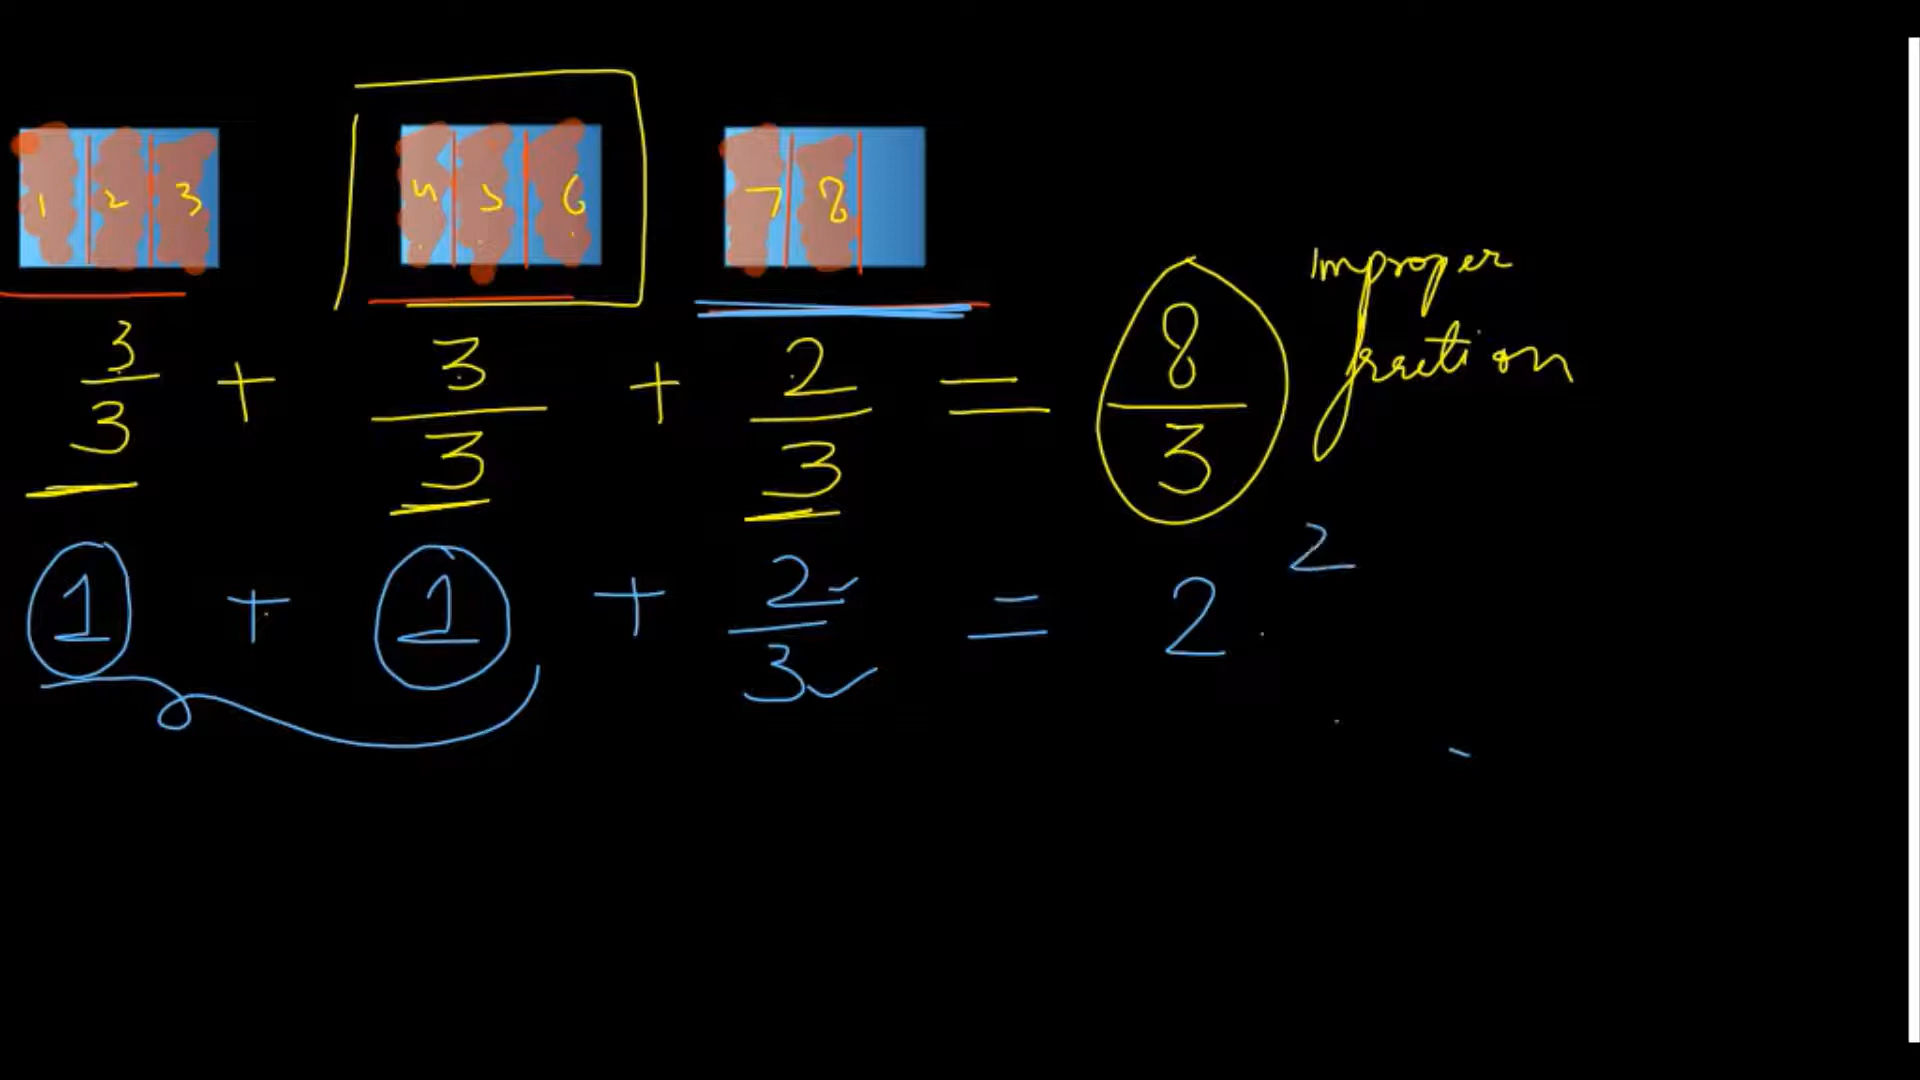 1 2 3 4 5 6 7 8
3/3 + 3/3 + 2/3 = 8/3 Improper
fraction
1 + 1 + 2/3 = 2 2